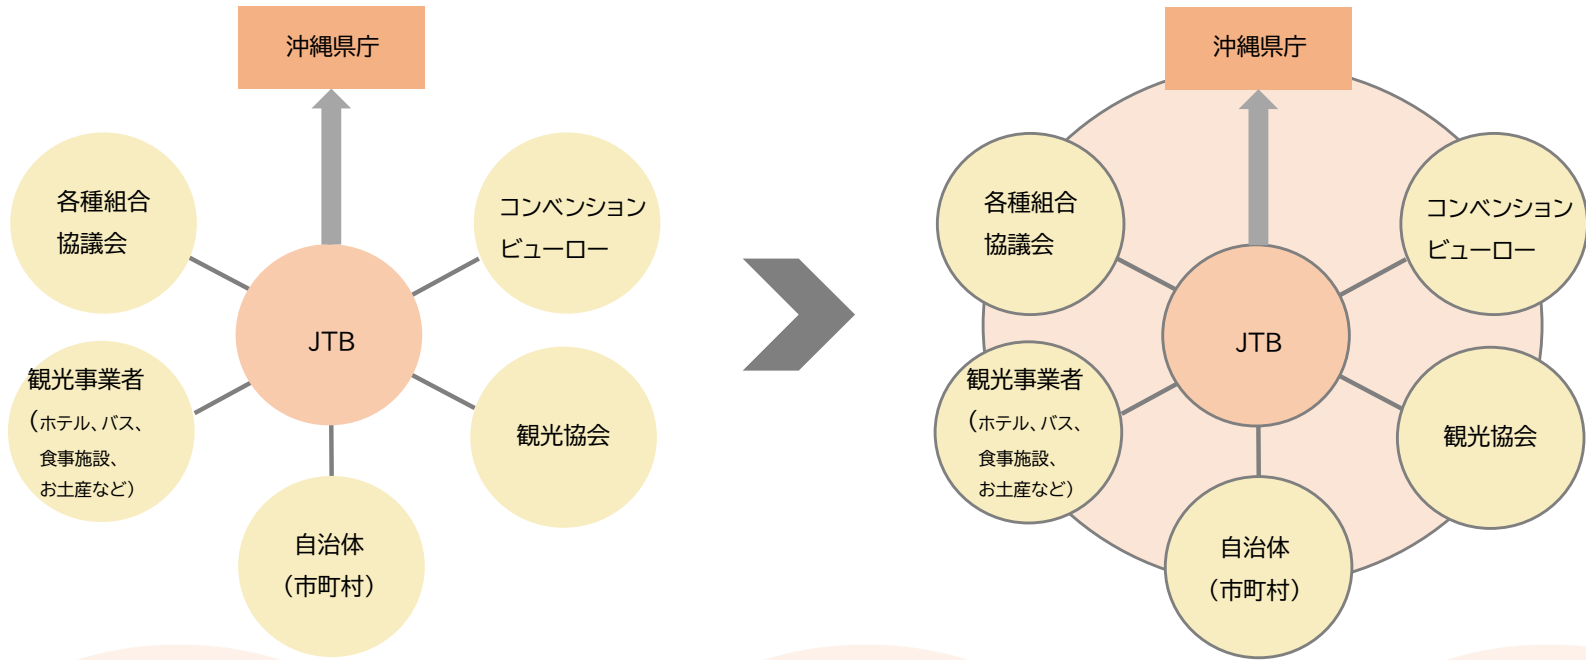 沖縄県庁
各種組合
協議会
コンベンション
ビューロー
JTB
観光事業者
(ホテル、バス、
食事施設、
お土産など)
観光協会
自治体
(市町村)
沖縄県庁
各種組合
協議会
コンベンション
ビューロー
JTB
観光事業者
(ホテル、バス、
食事施設、
お土産など)
観光協会
自治体
(市町村)